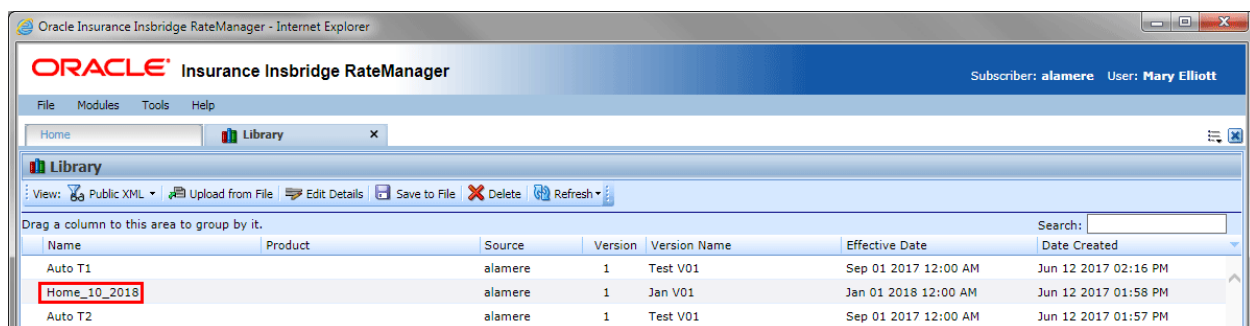 Oracle Insurance Insbridge RateManager - Internet Explorer
ORACLE® Insurance Insbridge RateManager
Subscriber: alamere User: Mary Elliott
File Modules Tools Help
Home Library x
Library
View: Public XML Upload from File Edit Details Save to File Delete Refresh
Drag a column to this area to group by it. Search:
Name Product Source Version Version Name Effective Date Date Created
Auto T1 alamere 1 Test V01 Sep 01 2017 12:00 AM Jun 12 2017 02:16 PM
Home_10_2018 alamere 1 Jan V01 Jan 01 2018 12:00 AM Jun 12 2017 01:58 PM
Auto T2 alamere 1 Test V01 Sep 01 2017 12:00 AM Jun 12 2017 01:57 PM